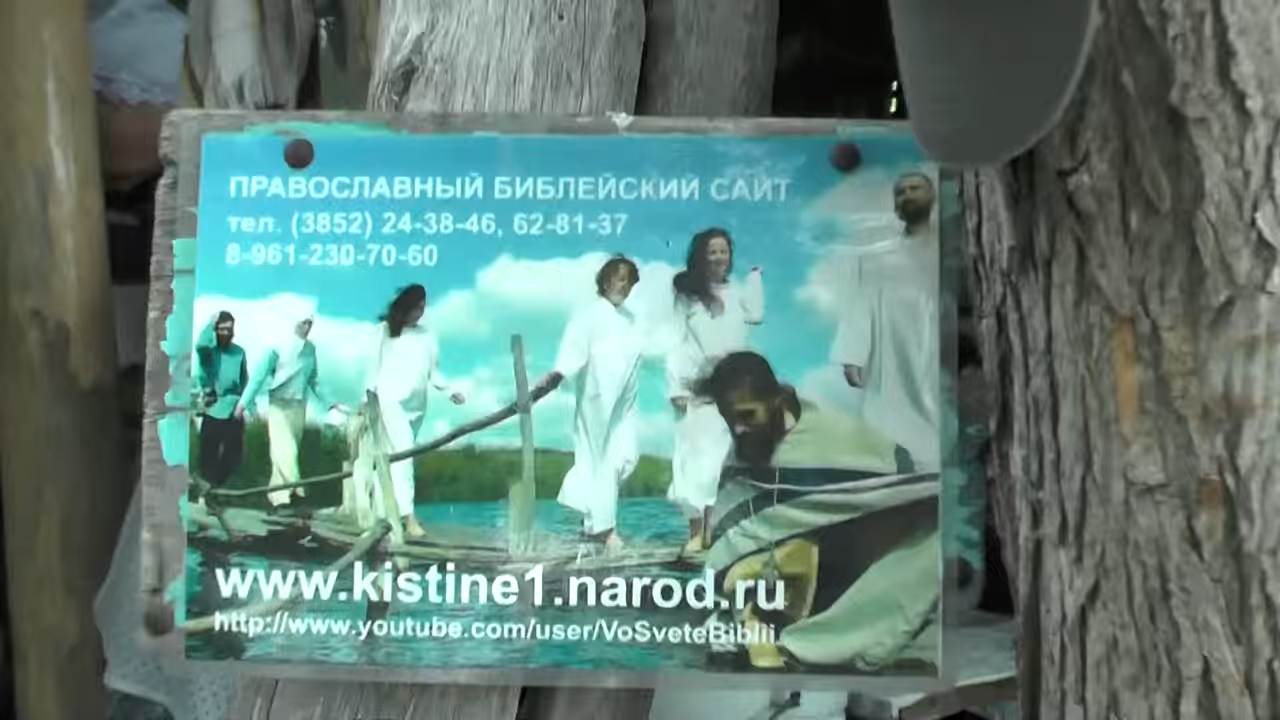 ПРАВОСЛАВНЫЙ БИБЛЕЙСКИЙ САЙТ
тел. (3852) 24-38-46, 62-81-37
8-961-230-70-60
www.kistine1.narod.ru
http://www.youtube.com/user/VoSveteBiblii